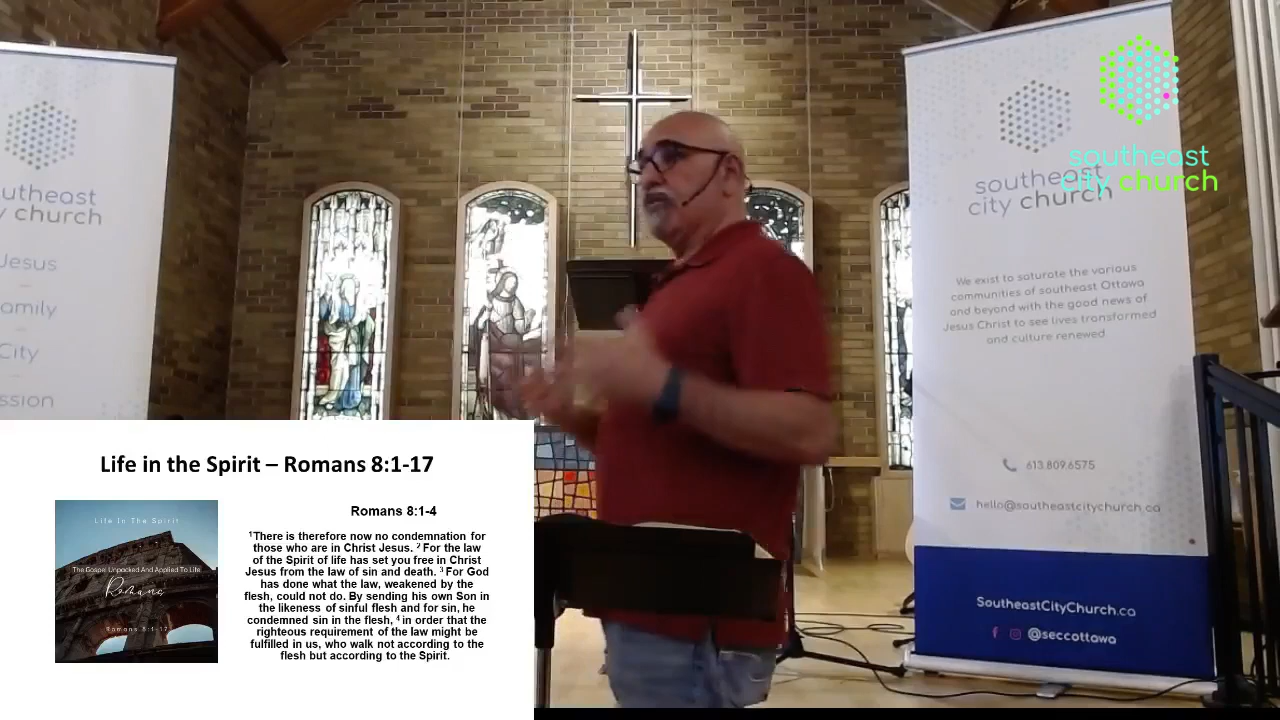 southeast
city church
outheast
y church
Jesus
amily
City
ssion
southeast
city church
We exist to saturate the various
communities of southeast Ottawa
and beyond with the good news of
Jesus Christ to see lives transformed
and culture renewed
613.809.6575
hello@southeastcitychurch.ca
SoutheastCityChurch.ca
@seccottawa
Life in the Spirit – Romans 8:1-17
Life In The Spirit
The Gospel Unpacked And Applied To Life
Romans
Romans 8:1-17
Romans 8:1-4
1There is therefore now no condemnation for
those who are in Christ Jesus. 2 For the law
of the Spirit of life has set you free in Christ
Jesus from the law of sin and death. 3 For God
has done what the law, weakened by the
flesh, could not do. By sending his own Son in
the likeness of sinful flesh and for sin, he
condemned sin in the flesh, 4 in order that the
righteous requirement of the law might be
fulfilled in us, who walk not according to the
flesh but according to the Spirit.